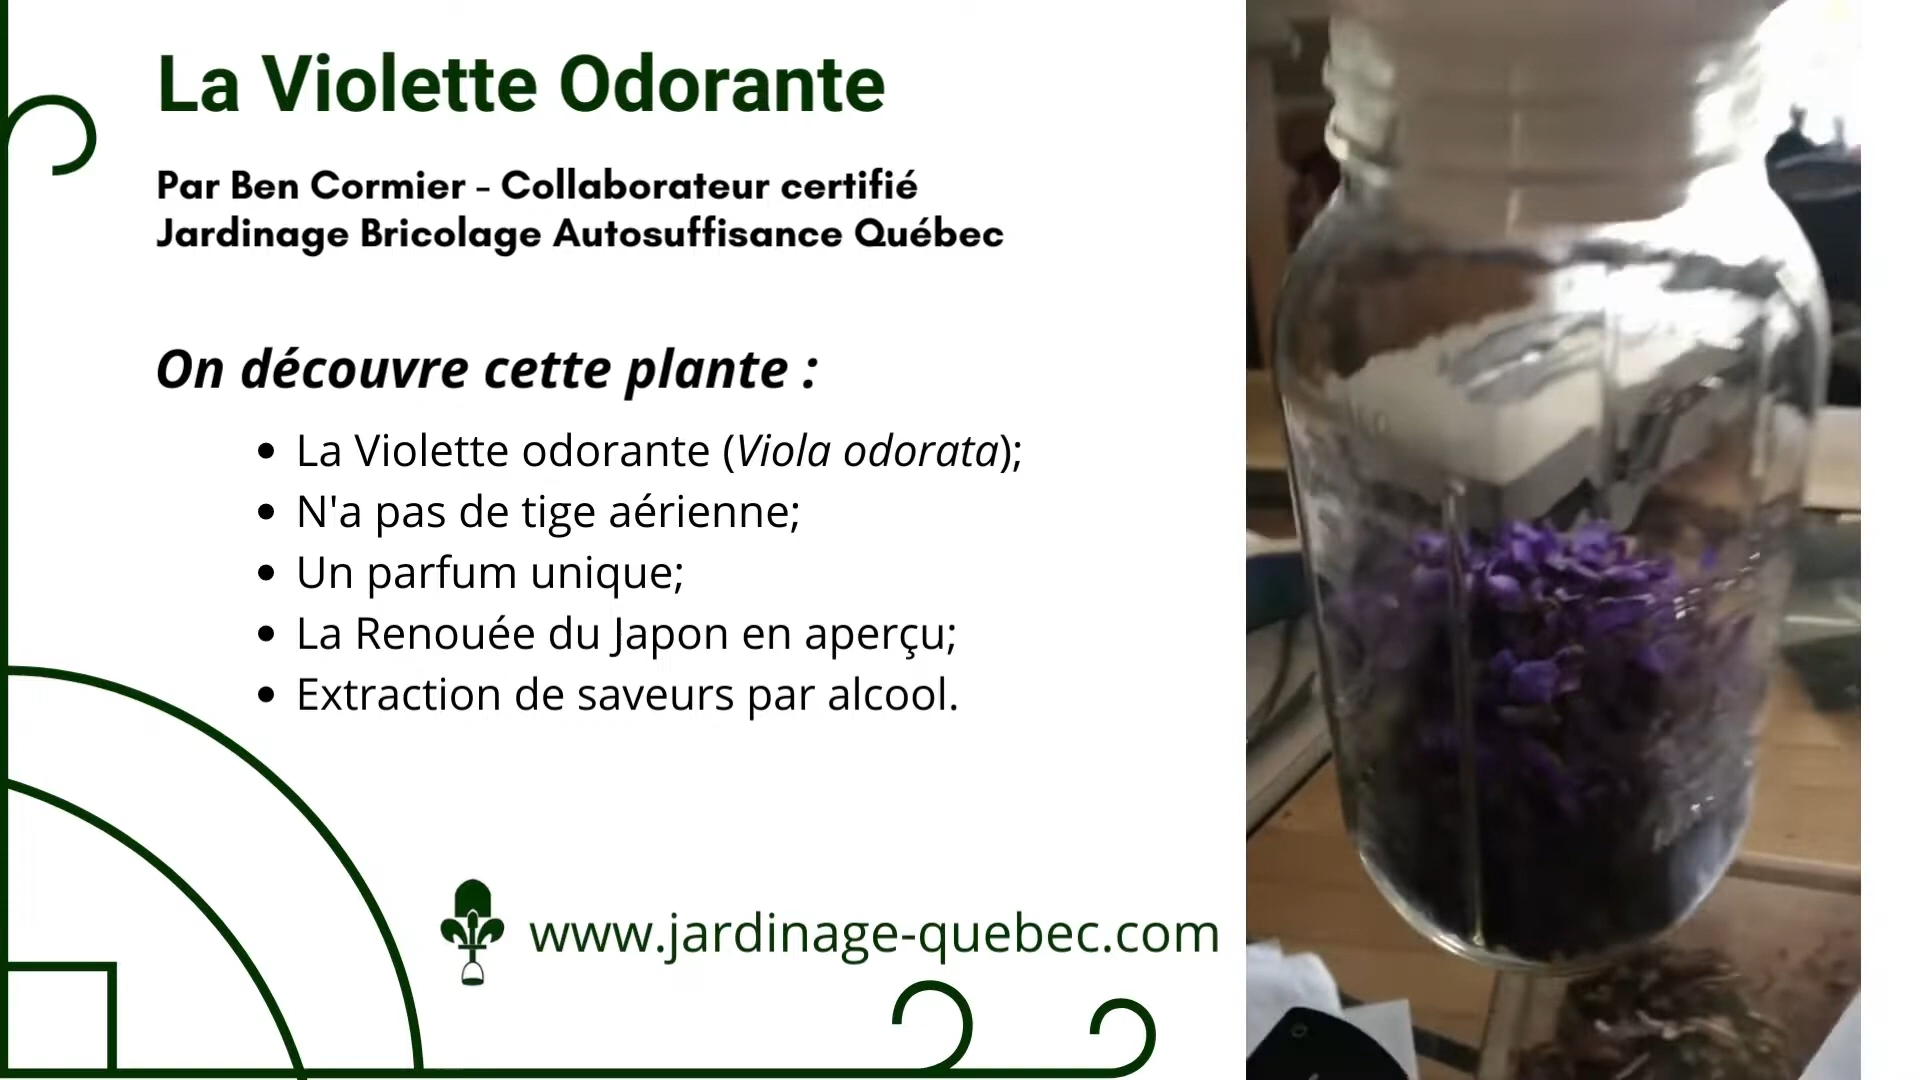 La Violette Odorante
Par Ben Cormier - Collaborateur certifié
Jardinage Bricolage Autosuffisance Québec
On découvre cette plante :
• La Violette odorante (Viola odorata);
• N'a pas de tige aérienne;
• Un parfum unique;
• La Renouée du Japon en aperçu;
• Extraction de saveurs par alcool.
www.jardinage-quebec.com